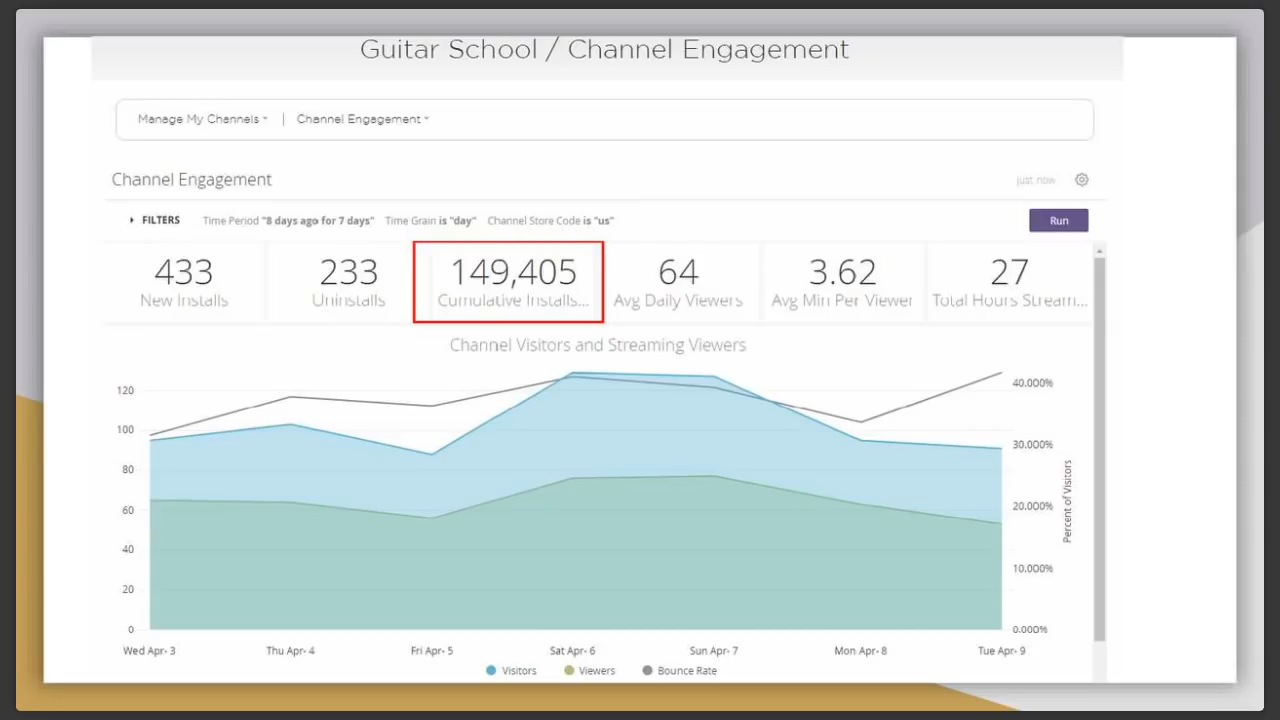 Guitar School / Channel Engagement
Manage My Channels | Channel Engagement
Channel Engagement just now
FILTERS Time Period "8 days ago for 7 days" Time Grain is "day" Channel Store Code is "us" Run
433 233 149,405 64 3.62 27
New Installs Uninstalls Cumulative Installs... Avg Daily Viewers Avg Min Per Viewer Total Hours Stream...
Channel Visitors and Streaming Viewers
120 40.000%
100 30.000%
80
60 20.000%
40 10.000%
20
0 0.000%
Percent of Visitors
Wed Apr- 3 Thu Apr- 4 Fri Apr- 5 Sat Apr- 6 Sun Apr- 7 Mon Apr- 8 Tue Apr- 9
Visitors Viewers Bounce Rate